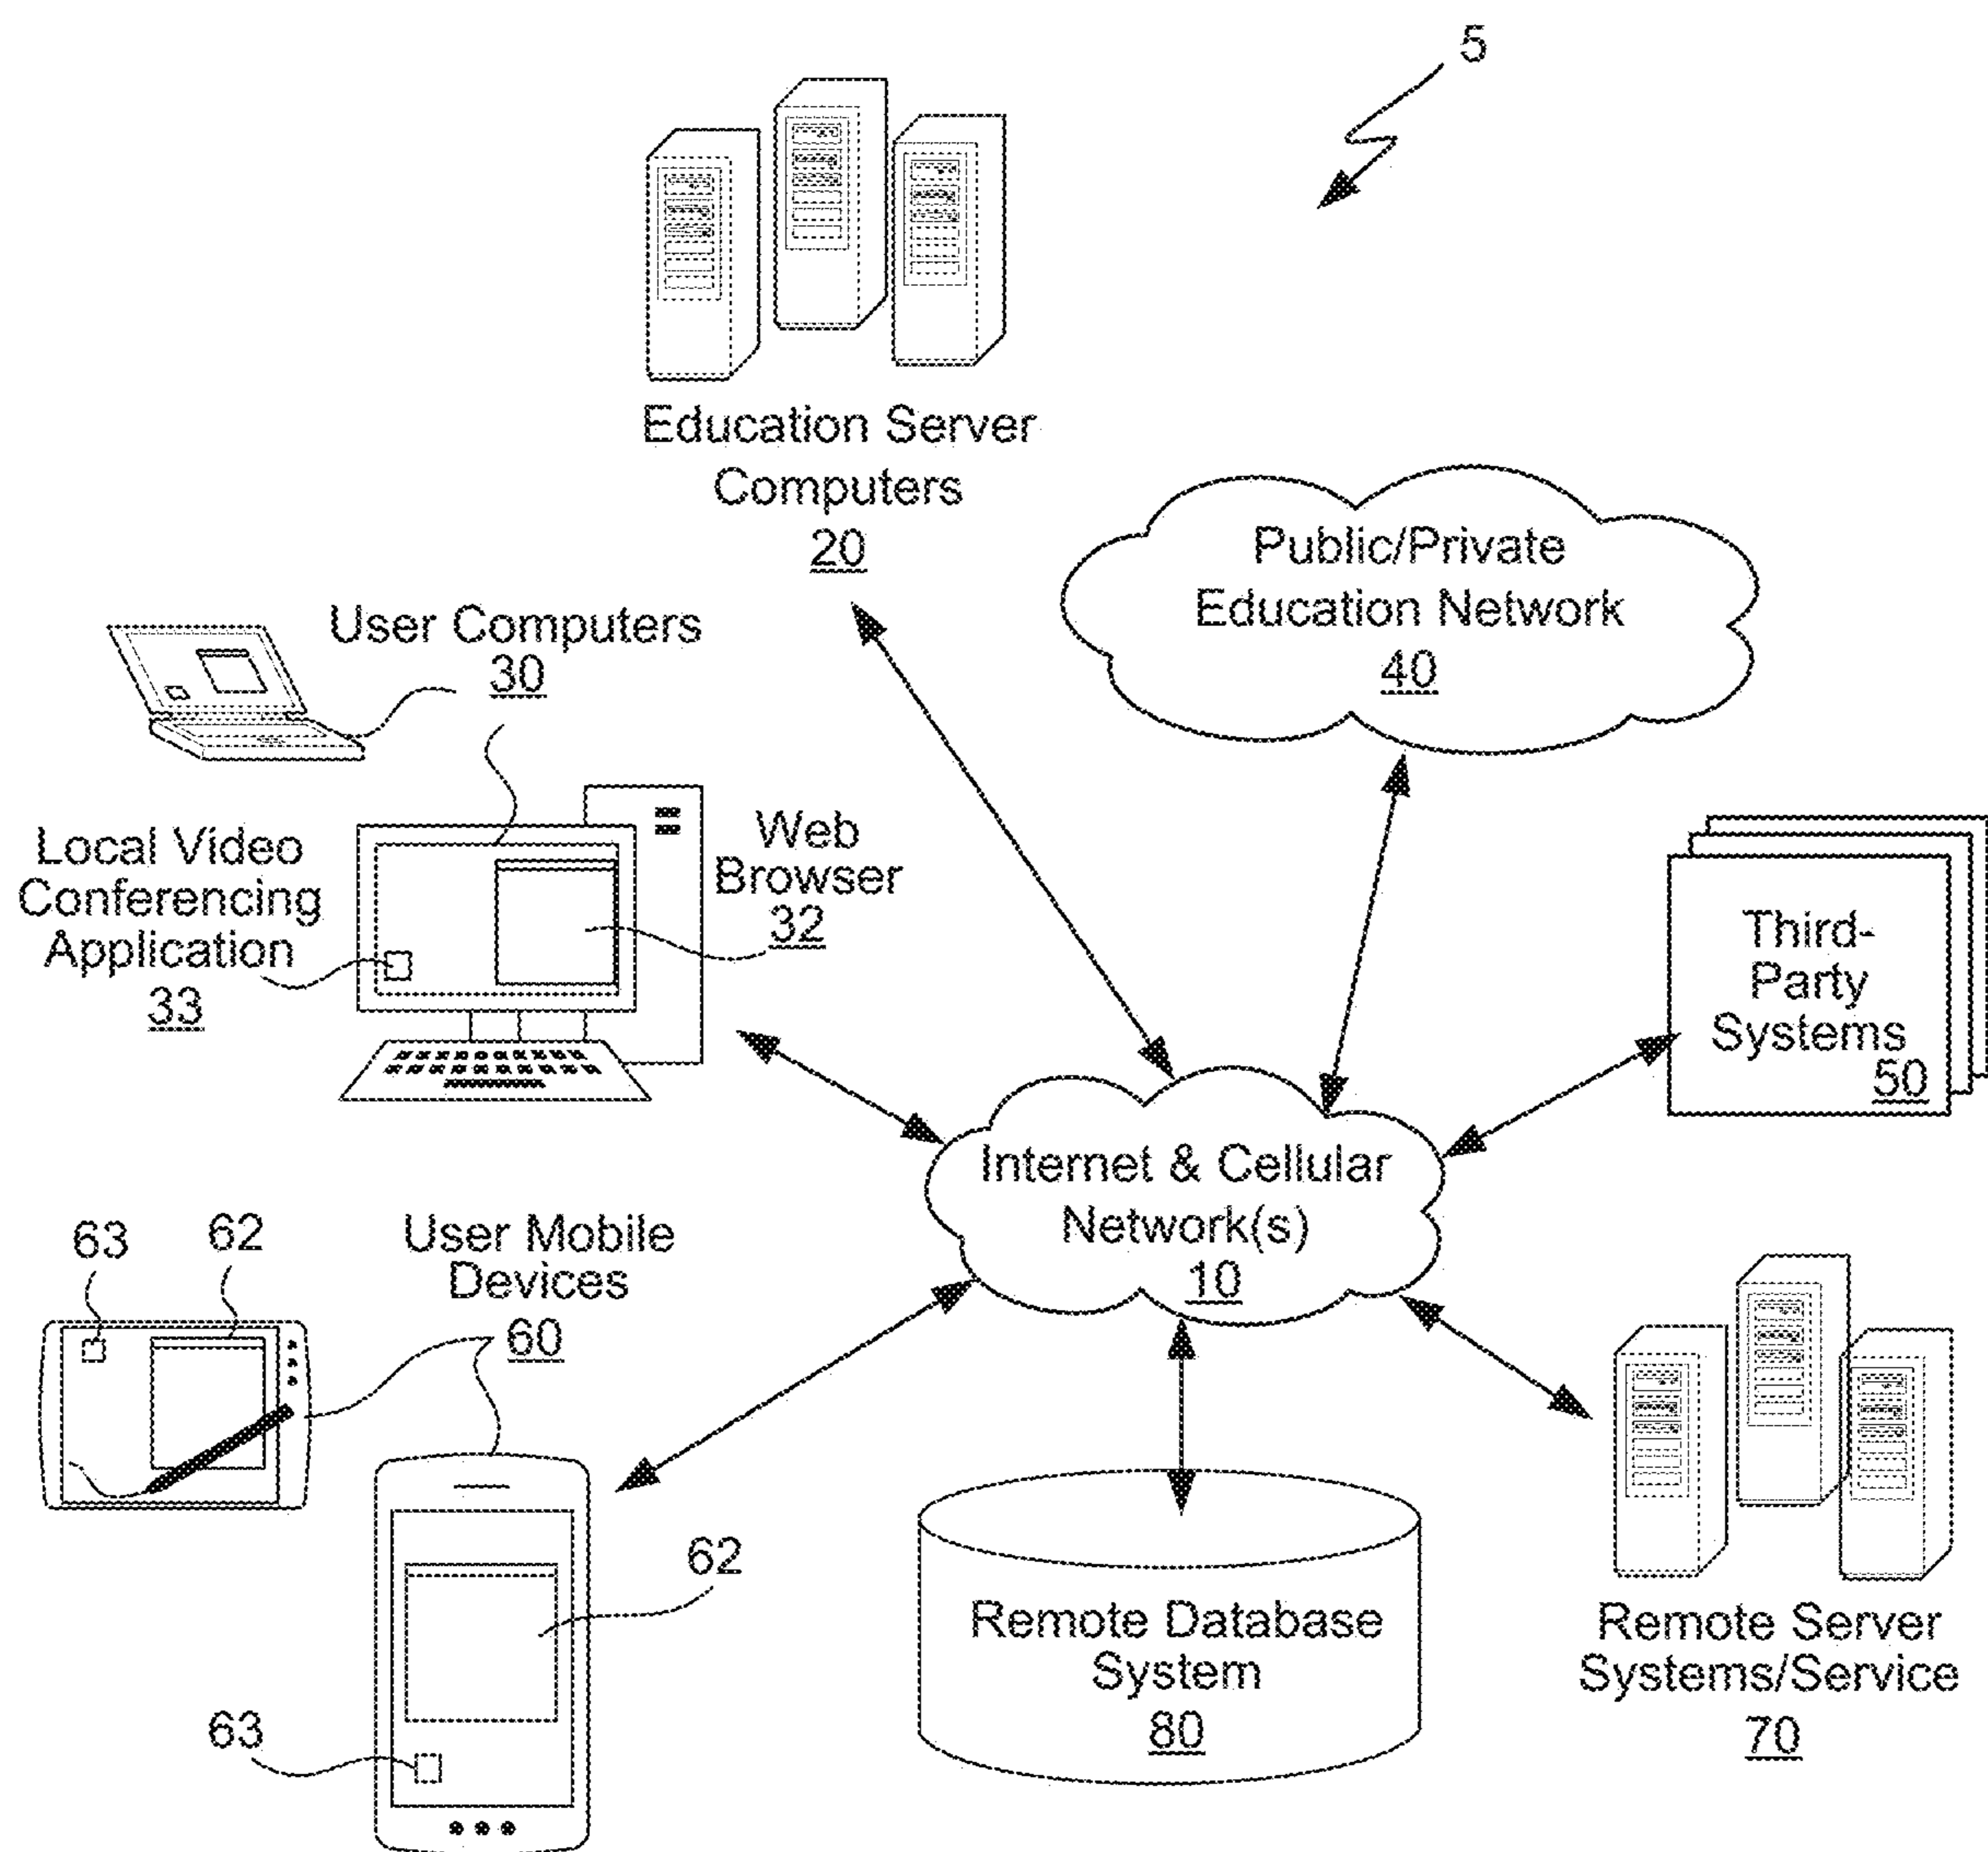 5
Education Server
Computers
20
Public/Private
Education Network
40
User Computers
30
Local Video
Conferencing
Application
33
Web
Browser
32
Third-
Party
Systems
50
Internet & Cellular
Network(s)
10
63
62
User Mobile
Devices
60
62
63
Remote Database
System
80
Remote Server
Systems/Service
70